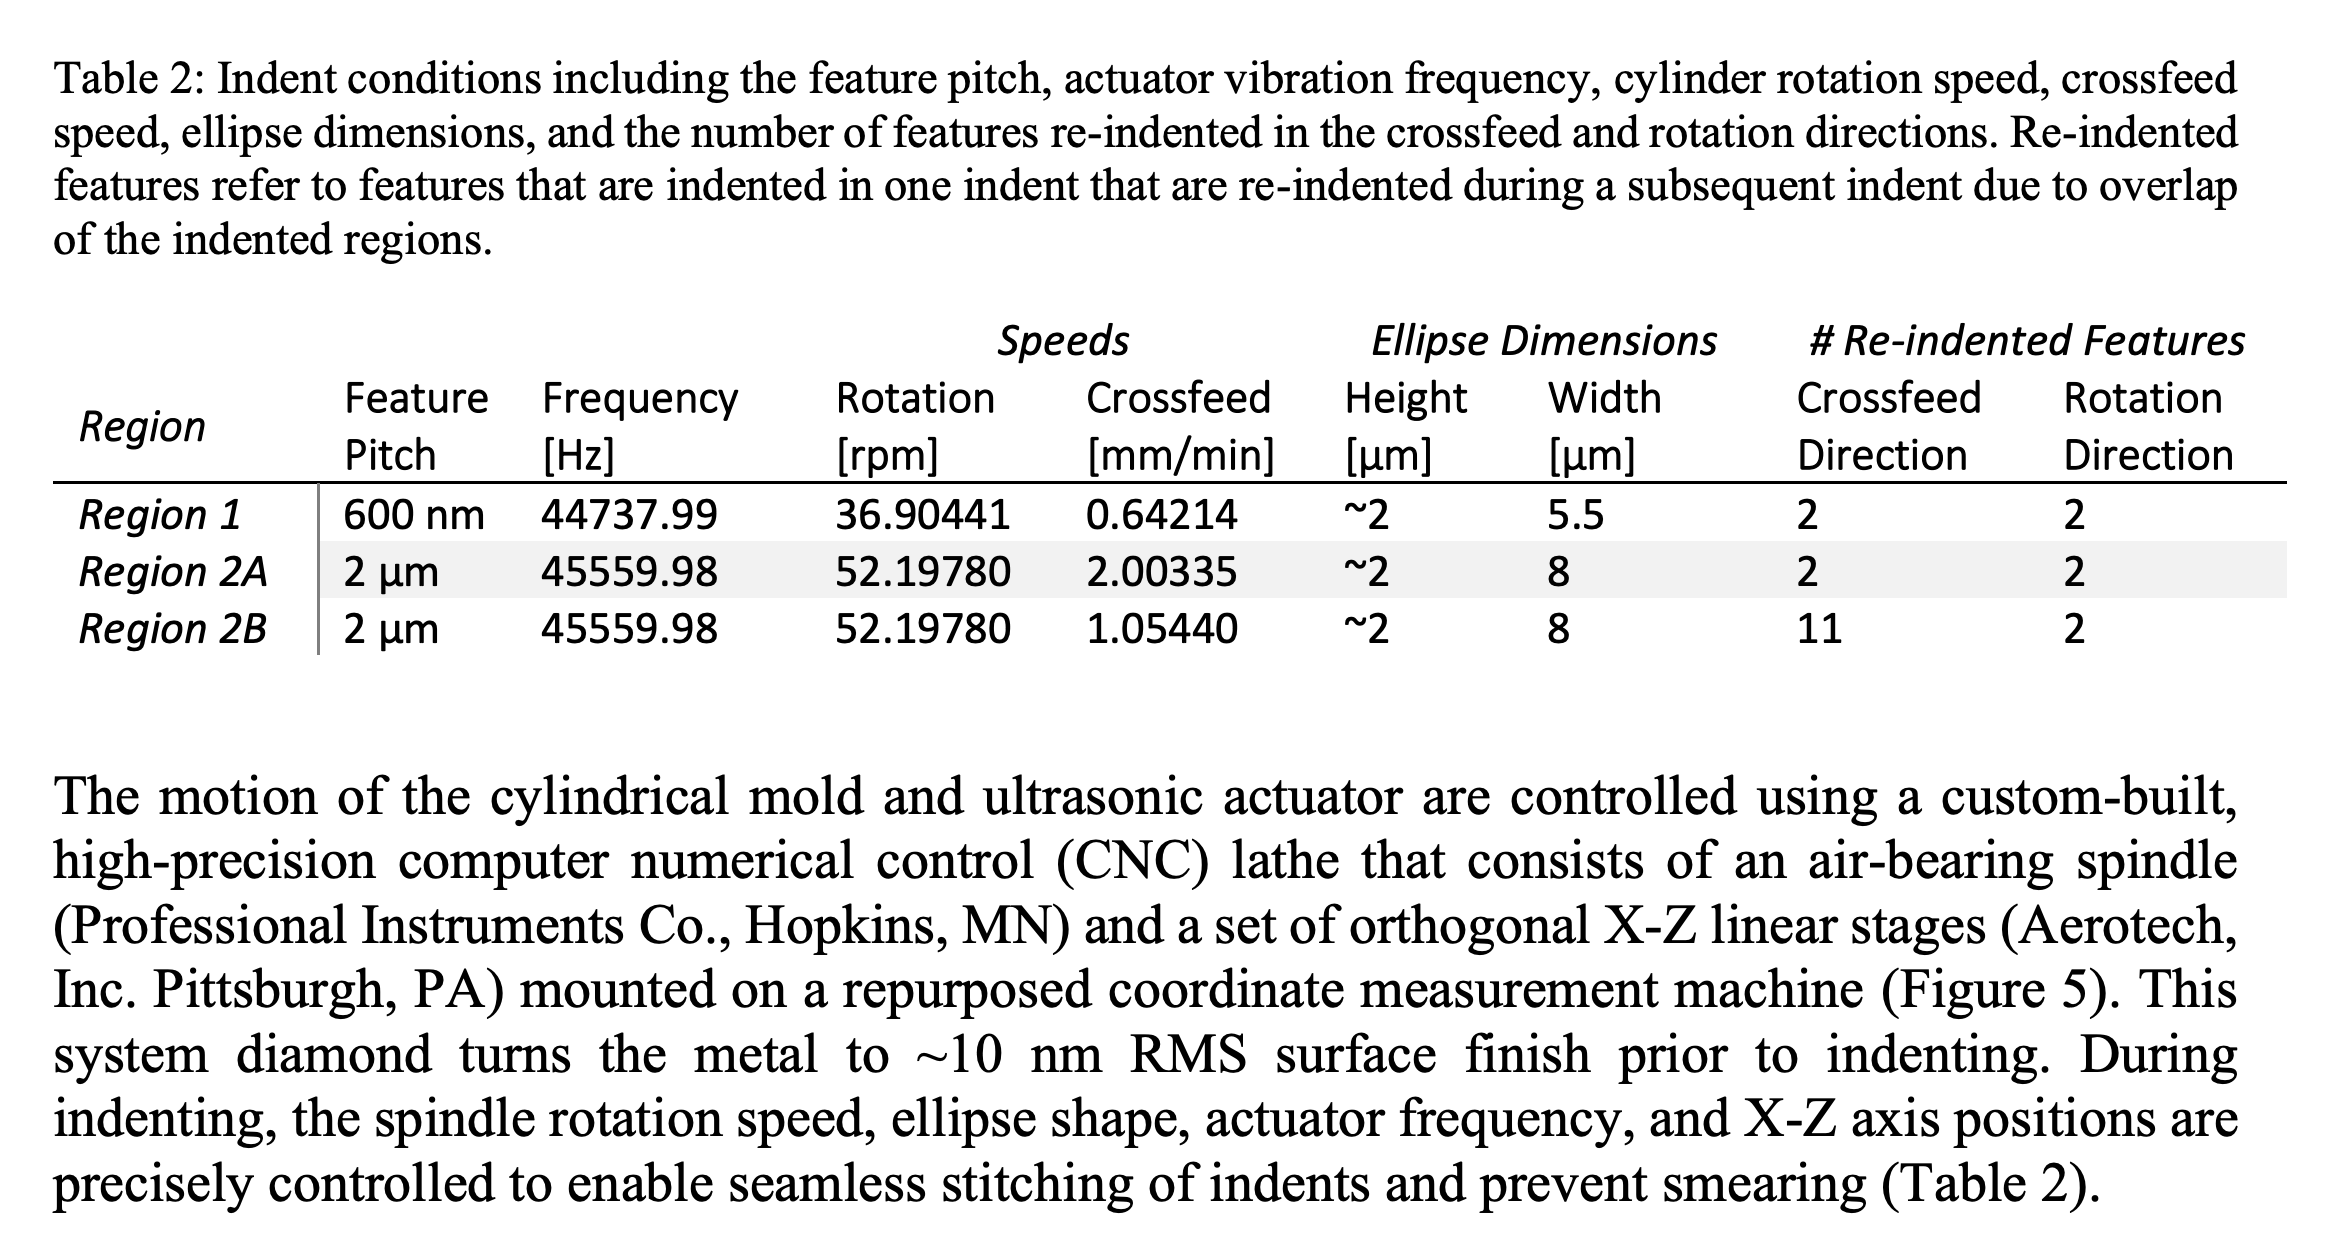 Table 2: Indent conditions including the feature pitch, actuator vibration frequency, cylinder rotation speed, crossfeed
speed, ellipse dimensions, and the number of features re-indented in the crossfeed and rotation directions. Re-indented
features refer to features that are indented in one indent that are re-indented during a subsequent indent due to overlap
of the indented regions.
Speeds Ellipse Dimensions # Re-indented Features
Region Feature Pitch Frequency [Hz] Rotation [rpm] Crossfeed [mm/min] Height [µm] Width [µm] Crossfeed Direction Rotation Direction
Region 1 600 nm 44737.99 36.90441 0.64214 ~2 5.5 2 2
Region 2A 2 µm 45559.98 52.19780 2.00335 ~2 8 2 2
Region 2B 2 µm 45559.98 52.19780 1.05440 ~2 8 11 2
The motion of the cylindrical mold and ultrasonic actuator are controlled using a custom-built,
high-precision computer numerical control (CNC) lathe that consists of an air-bearing spindle
(Professional Instruments Co., Hopkins, MN) and a set of orthogonal X-Z linear stages (Aerotech,
Inc. Pittsburgh, PA) mounted on a repurposed coordinate measurement machine (Figure 5). This
system diamond turns the metal to ~10 nm RMS surface finish prior to indenting. During
indenting, the spindle rotation speed, ellipse shape, actuator frequency, and X-Z axis positions are
precisely controlled to enable seamless stitching of indents and prevent smearing (Table 2).